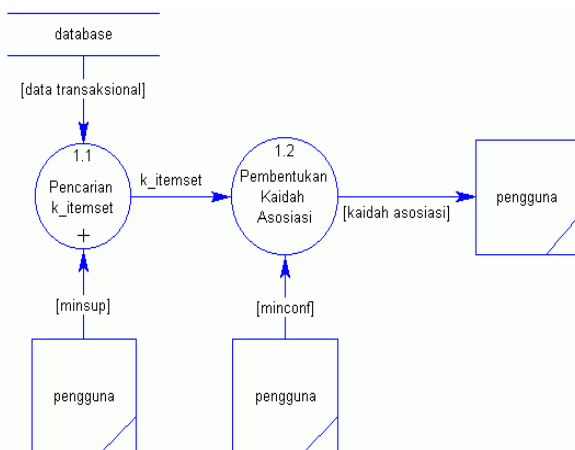 database
[data transaksional]
1.1
Pencarian
k_itemset
+
k_itemset
1.2
Pembentukan
Kaidah
Asosiasi
[kaidah asosiasi]
pengguna
[minsup]
[minconf]
pengguna
pengguna